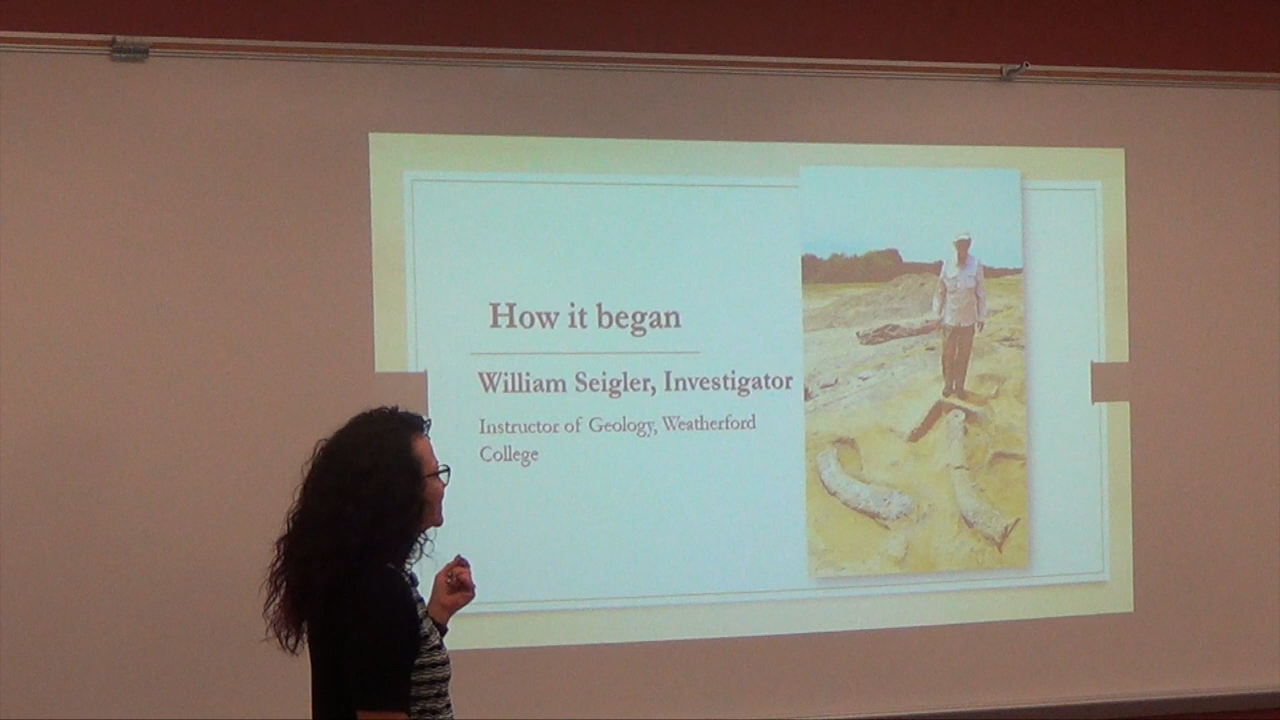 How it began
William Seigler, Investigator
Instructor of Geology, Weatherford
College